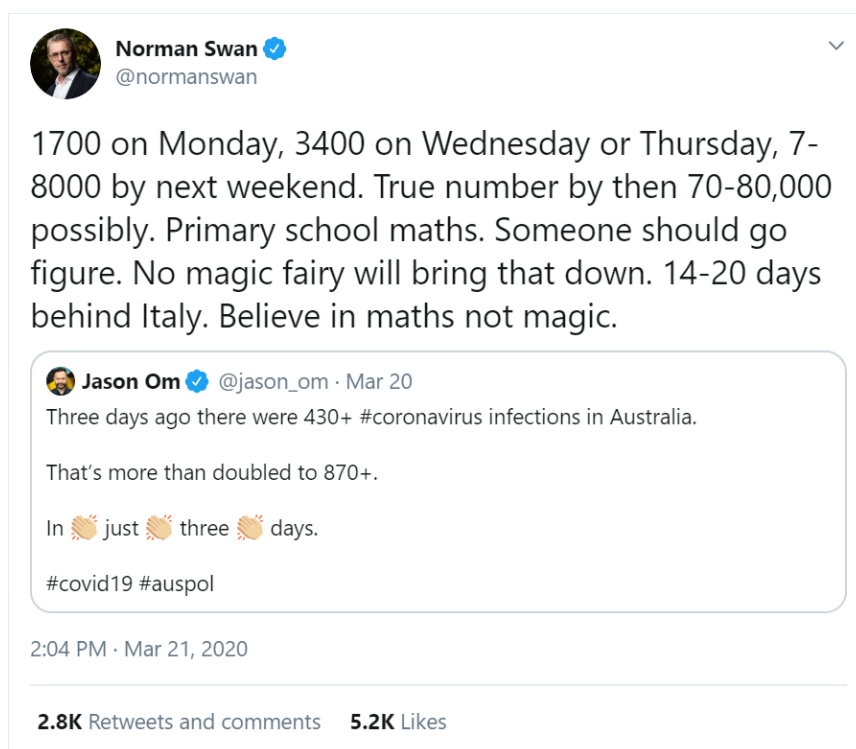 Norman Swan
@normanswan
1700 on Monday, 3400 on Wednesday or Thursday, 7-
8000 by next weekend. True number by then 70-80,000
possibly. Primary school maths. Someone should go
figure. No magic fairy will bring that down. 14-20 days
behind Italy. Believe in maths not magic.
Jason Om @jason_om · Mar 20
Three days ago there were 430+ #coronavirus infections in Australia.
That's more than doubled to 870+.
In 👏🏼 just 👏🏼 three 👏🏼 days.
#covid19 #auspol
2:04 PM · Mar 21, 2020
2.8K Retweets and comments 5.2K Likes